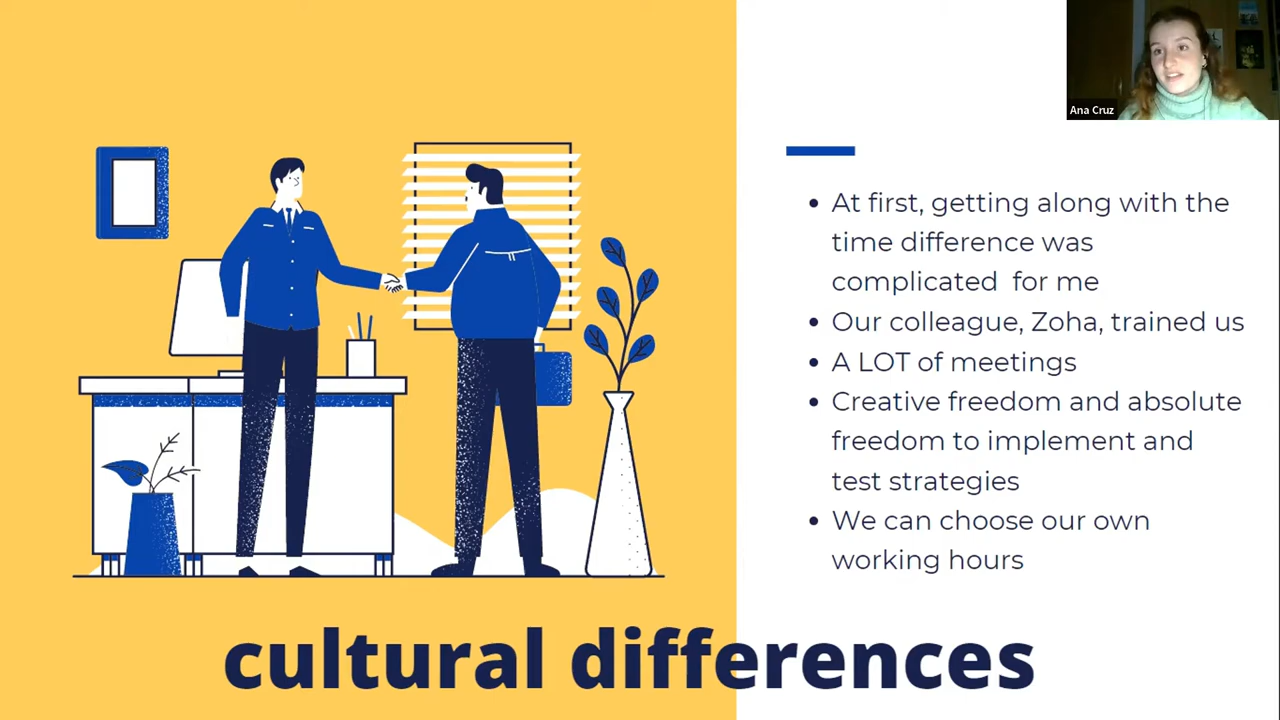 Ana Cruz
At first, getting along with the
time difference was
complicated  for me
Our colleague, Zoha, trained us
A LOT of meetings
Creative freedom and absolute
freedom to implement and
test strategies
We can choose our own
working hours
cultural differences